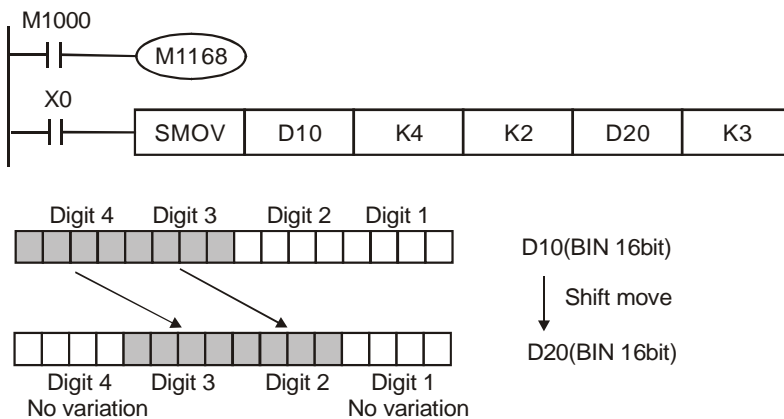 M1000
M1168
X0
SMOV D10 K4 K2 D20 K3
Digit 4 Digit 3 Digit 2 Digit 1
D10(BIN 16bit)
Shift move
D20(BIN 16bit)
Digit 4 Digit 3 Digit 2 Digit 1
No variation No variation